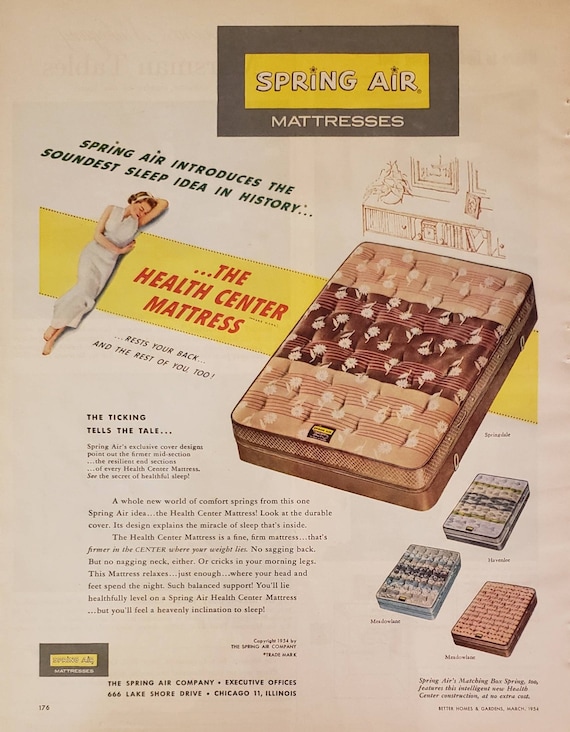 SPRING AIR®
MATTRESSES
SPRING AIR INTRODUCES THE
SOUNDEST SLEEP IDEA IN HISTORY...
...THE
HEALTH CENTER
MATTRESS
...RESTS YOUR BACK...
AND THE REST OF YOU, TOO!
THE TICKING
TELLS THE TALE...
Spring Air's exclusive cover designs
point out the firmer mid-section
...the resilient end sections
...of every Health Center Mattress.
See the secret of healthful sleep!
Springdale
A whole new world of comfort springs from this one
Spring Air idea...the Health Center Mattress! Look at the durable
cover. Its design explains the miracle of sleep that's inside.
The Health Center Mattress is a fine, firm mattress...that's
firmer in the CENTER where your weight lies. No sagging back.
But no nagging neck, either. Or cricks in your morning legs.
This Mattress relaxes...just enough...where your head and
feet spend the night. Such balanced support! You'll lie
healthfully level on a Spring Air Health Center Mattress
...but you'll feel a heavenly inclination to sleep!
Havenlee
Meadowlane
Meadowlane
Copyright 1954 by
THE SPRING AIR COMPANY
*TRADE MARK
SPRING AIR
MATTRESSES
THE SPRING AIR COMPANY • EXECUTIVE OFFICES
666 LAKE SHORE DRIVE • CHICAGO 11, ILLINOIS
Spring Air's Matching Box Spring, too,
features this intelligent new Health
Center construction, at no extra cost.
176
BETTER HOMES & GARDENS, MARCH, 1954